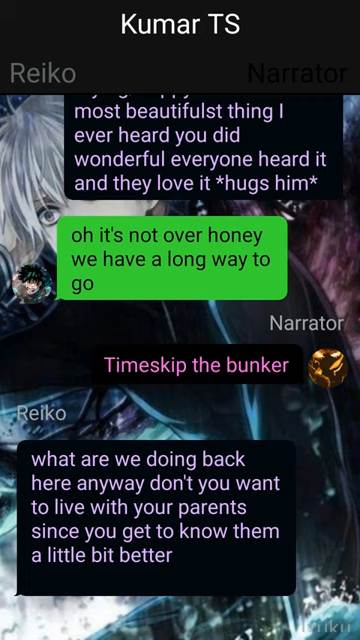 Kumar TS
Reiko
Narrator
most beautifulst thing I
ever heard you did
wonderful everyone heard it
and they love it *hugs him*
oh it's not over honey
we have a long way to
go
Narrator
Timeskip the bunker
Reiko
what are we doing back
here anyway don't you want
to live with your parents
since you get to know them
a little bit better